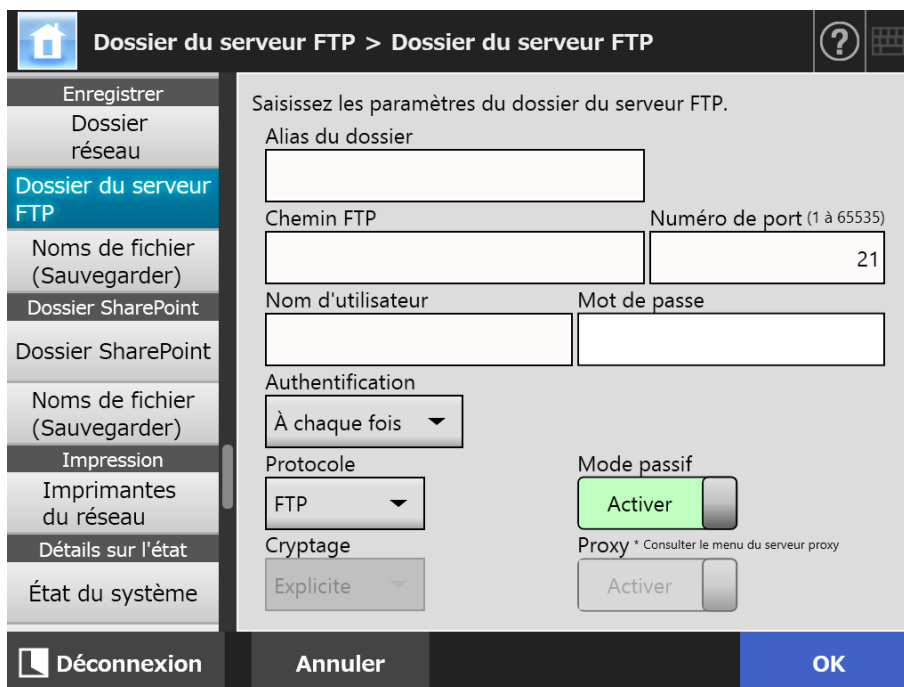 Dossier du serveur FTP > Dossier du serveur FTP
?
Enregistrer
Dossier
réseau
Dossier du serveur
FTP
Noms de fichier
(Sauvegarder)
Dossier SharePoint
Dossier SharePoint
Noms de fichier
(Sauvegarder)
Impression
Imprimantes
du réseau
Détails sur l'état
État du système
Saisissez les paramètres du dossier du serveur FTP.
Alias du dossier
Chemin FTP
Numéro de port (1 à 65535)
21
Nom d'utilisateur
Mot de passe
Authentification
À chaque fois
Protocole
Mode passif
FTP
Activer
Cryptage
Proxy * Consulter le menu du serveur proxy
Explicite
Activer
Déconnexion
Annuler
OK